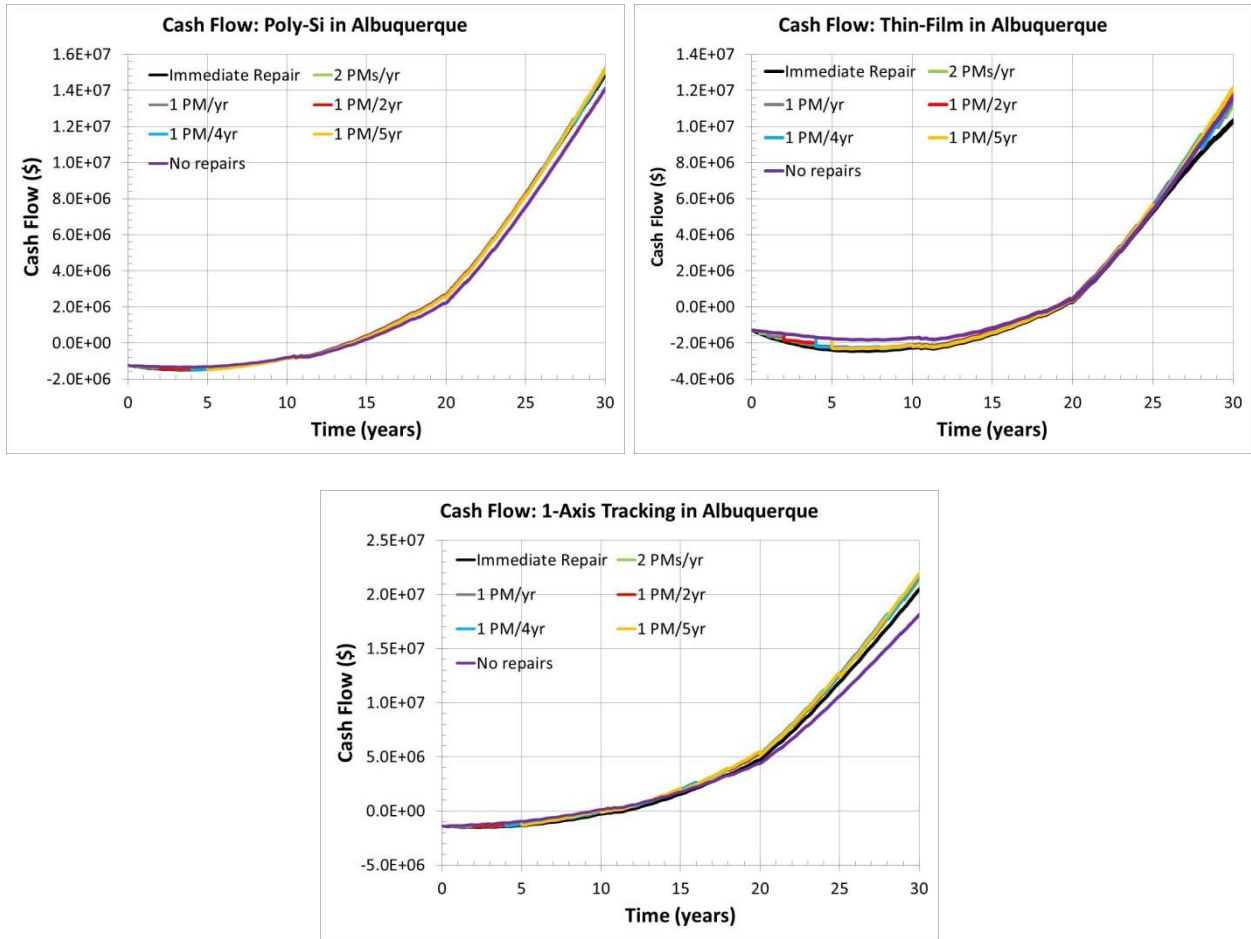 Cash Flow: Poly-Si in Albuquerque
1.6E+07
1.4E+07
1.2E+07
1.0E+07
8.0E+06
6.0E+06
4.0E+06
2.0E+06
0.0E+00
-2.0E+06
Cash Flow ($)
Immediate Repair 2 PMs/yr
1 PM/yr 1 PM/2yr
1 PM/4yr 1 PM/5yr
No repairs
0 5 10 15 20 25 30
Time (years)
Cash Flow: Thin-Film in Albuquerque
1.4E+07
1.2E+07
1.0E+07
8.0E+06
6.0E+06
4.0E+06
2.0E+06
0.0E+00
-2.0E+06
-4.0E+06
Cash Flow ($)
Immediate Repair 2 PMs/yr
1 PM/yr 1 PM/2yr
1 PM/4yr 1 PM/5yr
No repairs
0 5 10 15 20 25 30
Time (years)
Cash Flow: 1-Axis Tracking in Albuquerque
2.5E+07
2.0E+07
1.5E+07
1.0E+07
5.0E+06
0.0E+00
-5.0E+06
Cash Flow ($)
Immediate Repair 2 PMs/yr
1 PM/yr 1 PM/2yr
1 PM/4yr 1 PM/5yr
No repairs
0 5 10 15 20 25 30
Time (years)